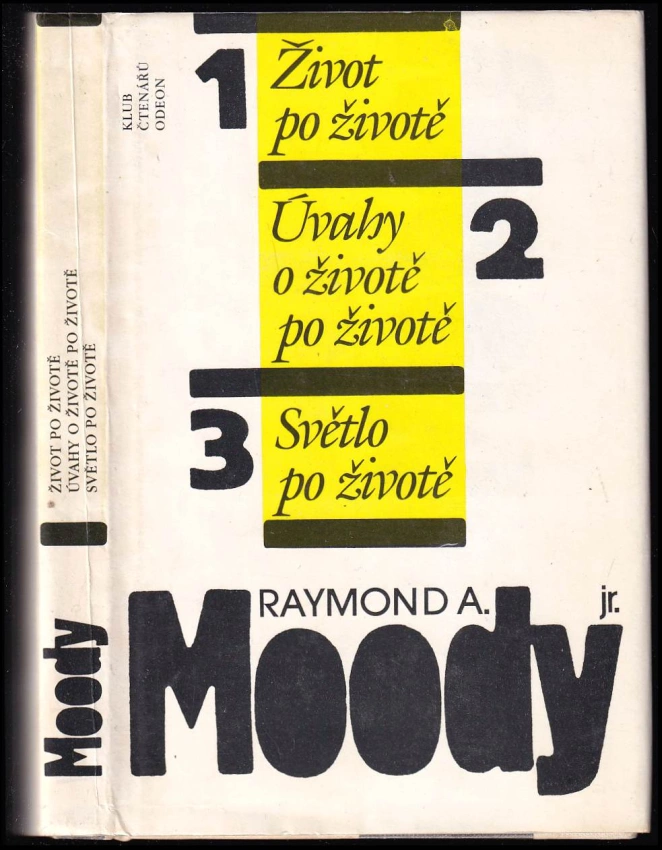 KLUB
ČTENÁŘŮ
ODEON
1
Život
po životě
2
Úvahy
o životě
po životě
3
Světlo
po životě
RAYMOND A.
jr.
Moody
ŽIVOT PO ŽIVOTĚ
ÚVAHY O ŽIVOTĚ PO ŽIVOTĚ
SVĚTLO PO ŽIVOTĚ
Moody